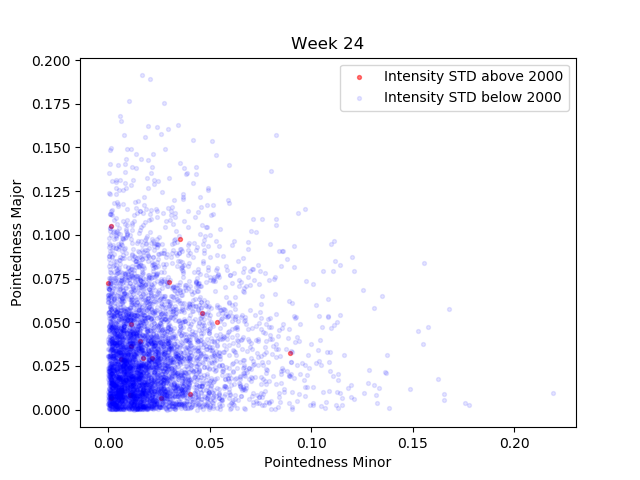 Week 24
Intensity STD above 2000
Intensity STD below 2000
Pointedness Major
0.200
0.175
0.150
0.125
0.100
0.075
0.050
0.025
0.000
0.00 0.05 0.10 0.15 0.20
Pointedness Minor